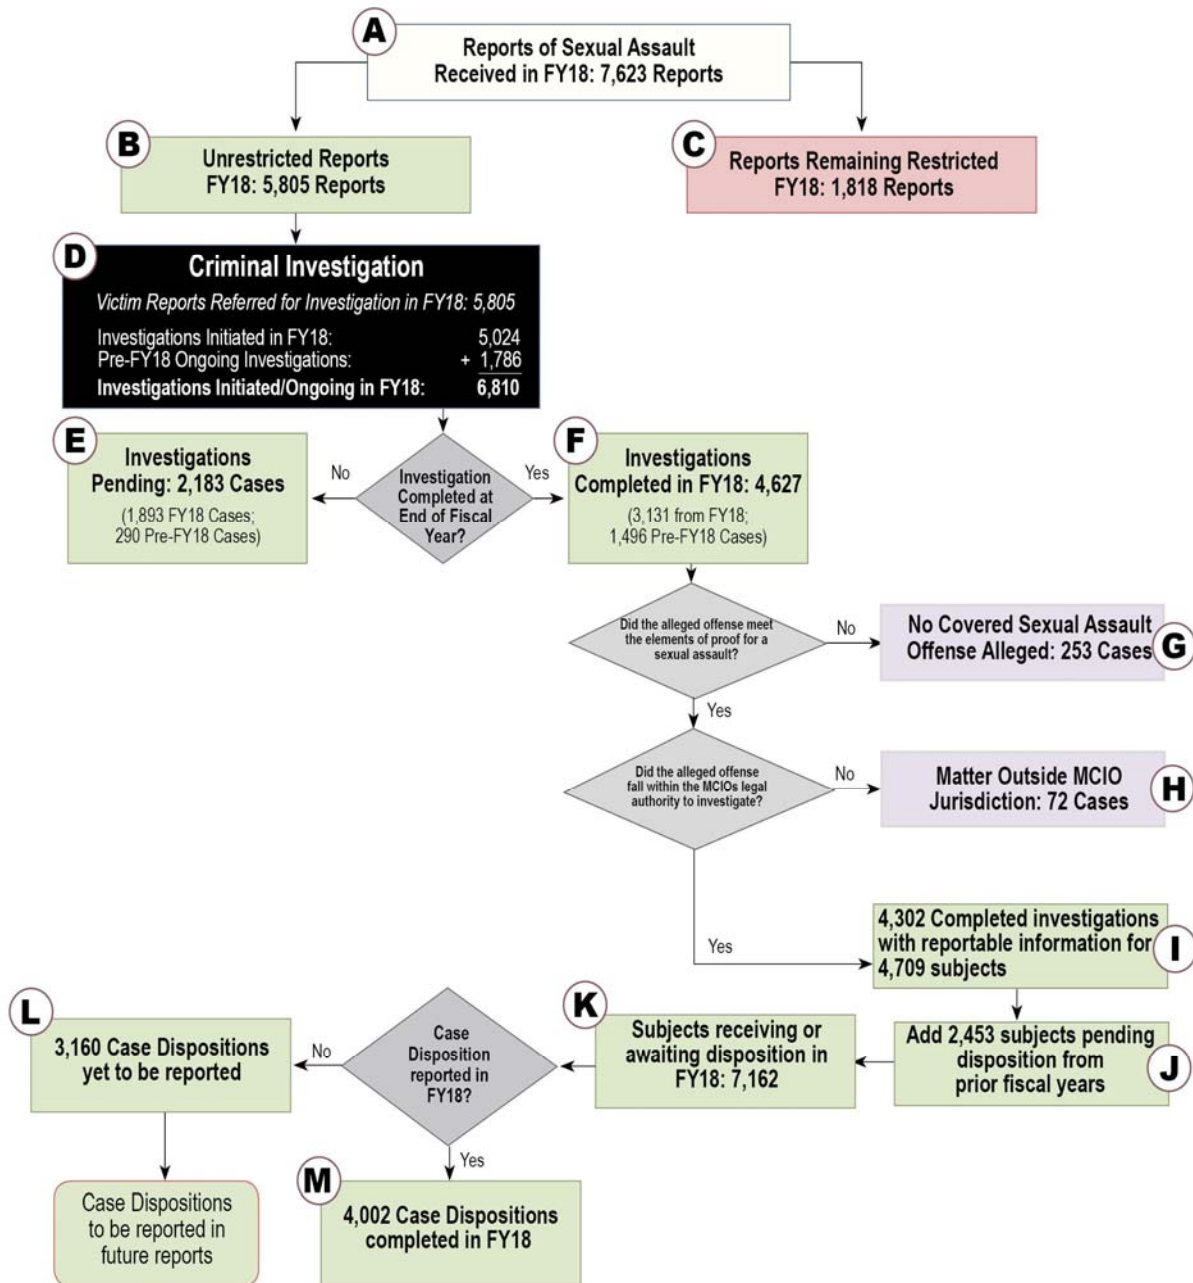 A
Reports of Sexual Assault
Received in FY18: 7,623 Reports
B
Unrestricted Reports
FY18: 5,805 Reports
C
Reports Remaining Restricted
FY18: 1,818 Reports
D
Criminal Investigation
Victim Reports Referred for Investigation in FY18: 5,805
Investigations Initiated in FY18: 5,024
Pre-FY18 Ongoing Investigations: + 1,786
Investigations Initiated/Ongoing in FY18: 6,810
E
Investigations
Pending: 2,183 Cases
(1,893 FY18 Cases;
290 Pre-FY18 Cases)
No
Investigation
Completed at
End of Fiscal
Year?
Yes
F
Investigations
Completed in FY18: 4,627
(3,131 from FY18;
1,496 Pre-FY18 Cases)
Did the alleged offense meet
the elements of proof for a
sexual assault?
No
No Covered Sexual Assault
Offense Alleged: 253 Cases
G
Yes
Did the alleged offense
fall within the MCIOs legal
authority to investigate?
No
Matter Outside MCIO
Jurisdiction: 72 Cases
H
Yes
4,302 Completed investigations
with reportable information for
4,709 subjects
I
Add 2,453 subjects pending
disposition from
prior fiscal years
J
K
Subjects receiving or
awaiting disposition in
FY18: 7,162
Case
Disposition
reported in
FY18?
No
L
3,160 Case Dispositions
yet to be reported
Case Dispositions
to be reported in
future reports
Yes
M
4,002 Case Dispositions
completed in FY18